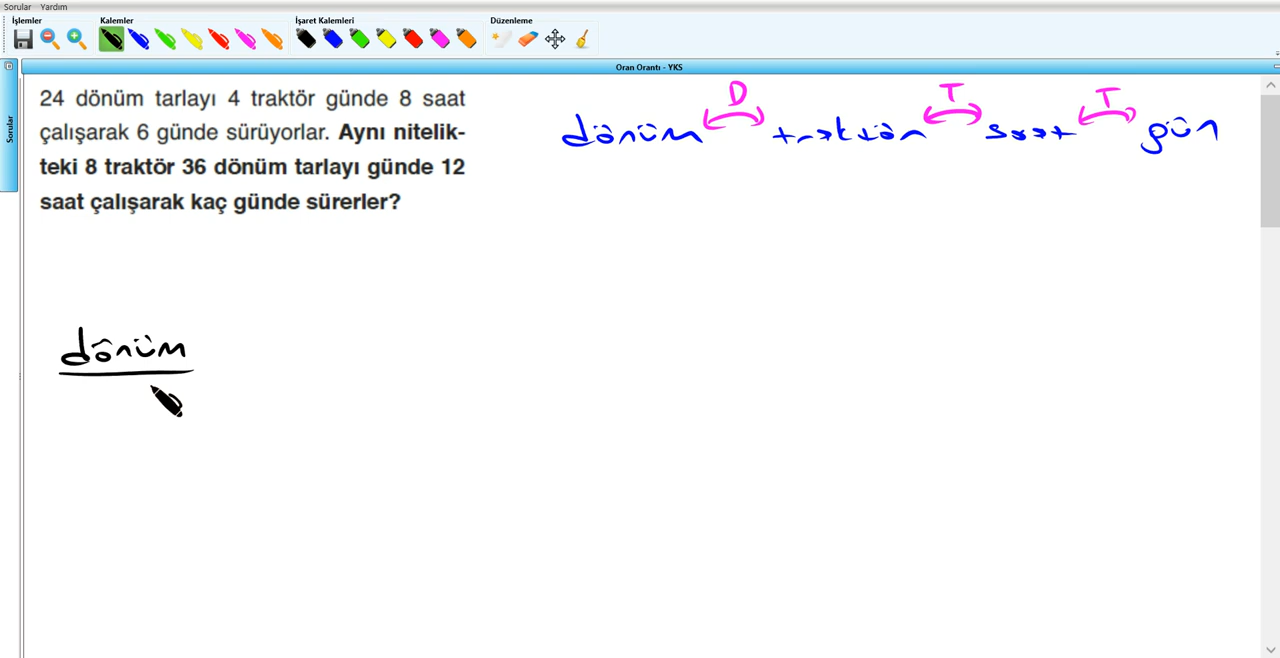 Sorular Yardım
İşlemler Kalemler İşaret Kalemleri Düzenleme
Oran Orantı - YKS
Sorular
24 dönüm tarlayı 4 traktör günde 8 saat
çalışarak 6 günde sürüyorlar. Aynı nitelik-
teki 8 traktör 36 dönüm tarlayı günde 12
saat çalışarak kaç günde sürerler?
D T T
dönüm traktör saat gün
dönüm